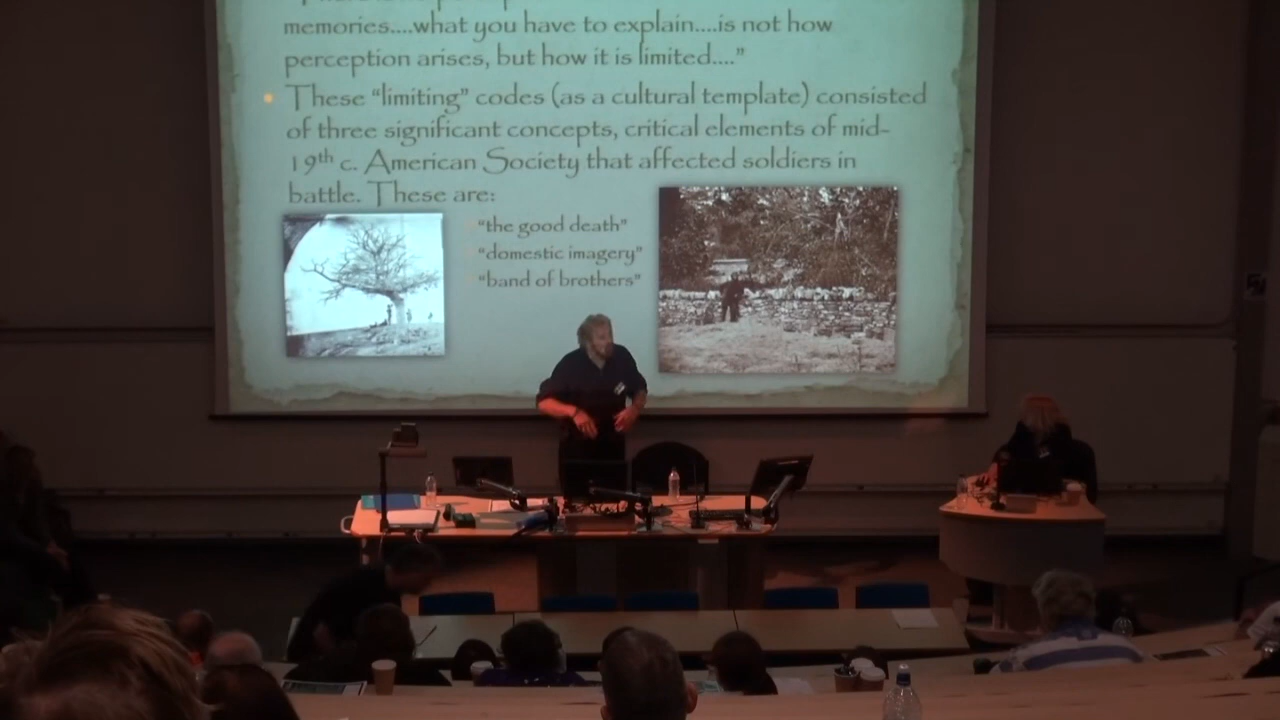 memories....what you have to explain....is not how
perception arises, but how it is limited....”
These “limiting” codes (as a cultural template) consisted
of three significant concepts, critical elements of mid-
19th c. American Society that affected soldiers in
battle. These are:
“the good death”
“domestic imagery”
“band of brothers”